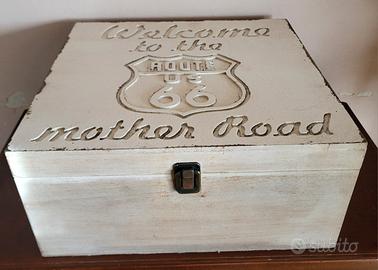 Welcome
to the
ROUTE
US
66
mother Road
subito